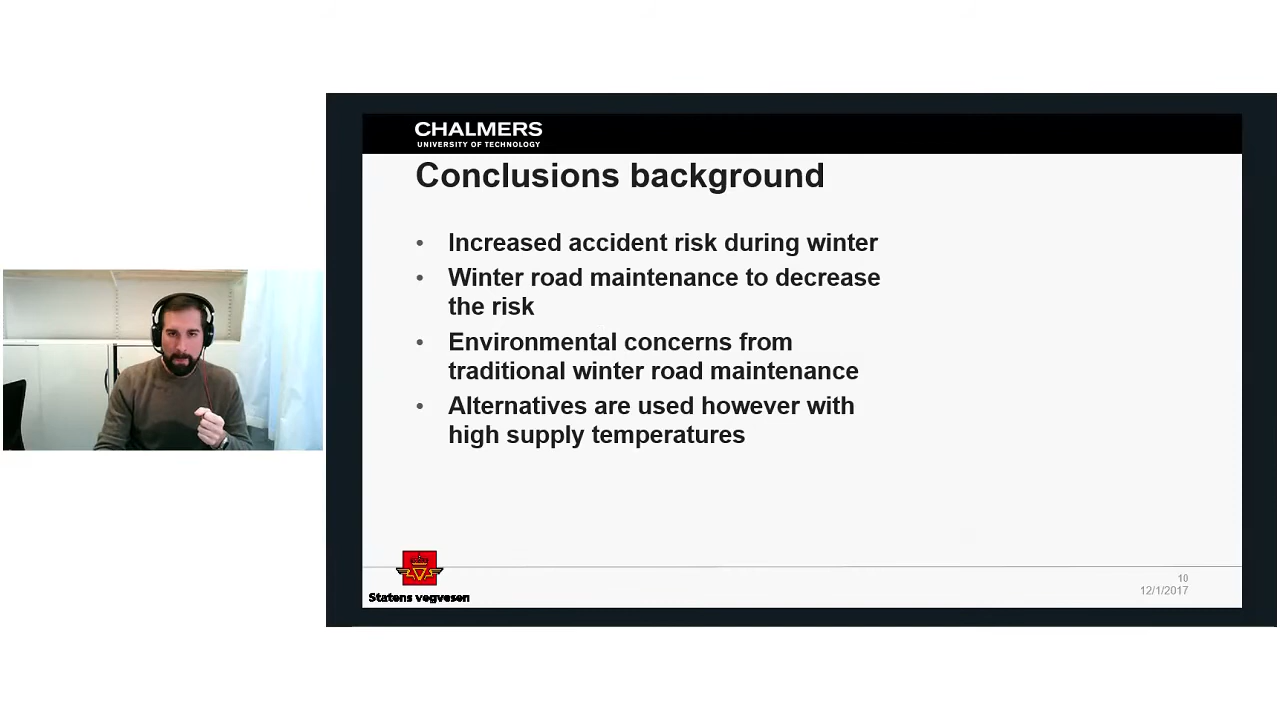 CHALMERS
UNIVERSITY OF TECHNOLOGY
Conclusions background
• Increased accident risk during winter
• Winter road maintenance to decrease
the risk
• Environmental concerns from
traditional winter road maintenance
• Alternatives are used however with
high supply temperatures
Statens vegvesen
10
12/1/2017